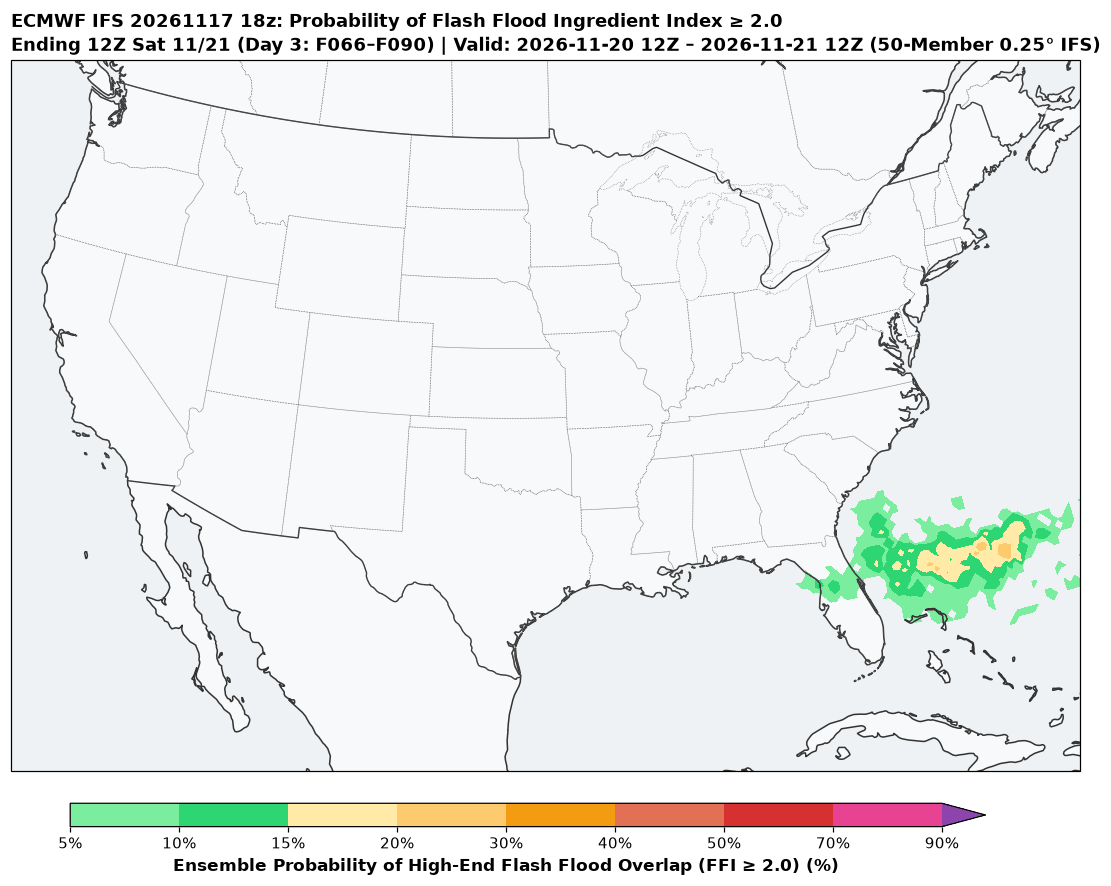 ECMWF IFS 20261117 18z: Probability of Flash Flood Ingredient Index ≥ 2.0
Ending 12Z Sat 11/21 (Day 3: F066–F090) | Valid: 2026-11-20 12Z – 2026-11-21 12Z (50-Member 0.25° IFS)
5% 10% 15% 20% 30% 40% 50% 70% 90%
Ensemble Probability of High-End Flash Flood Overlap (FFI ≥ 2.0) (%)